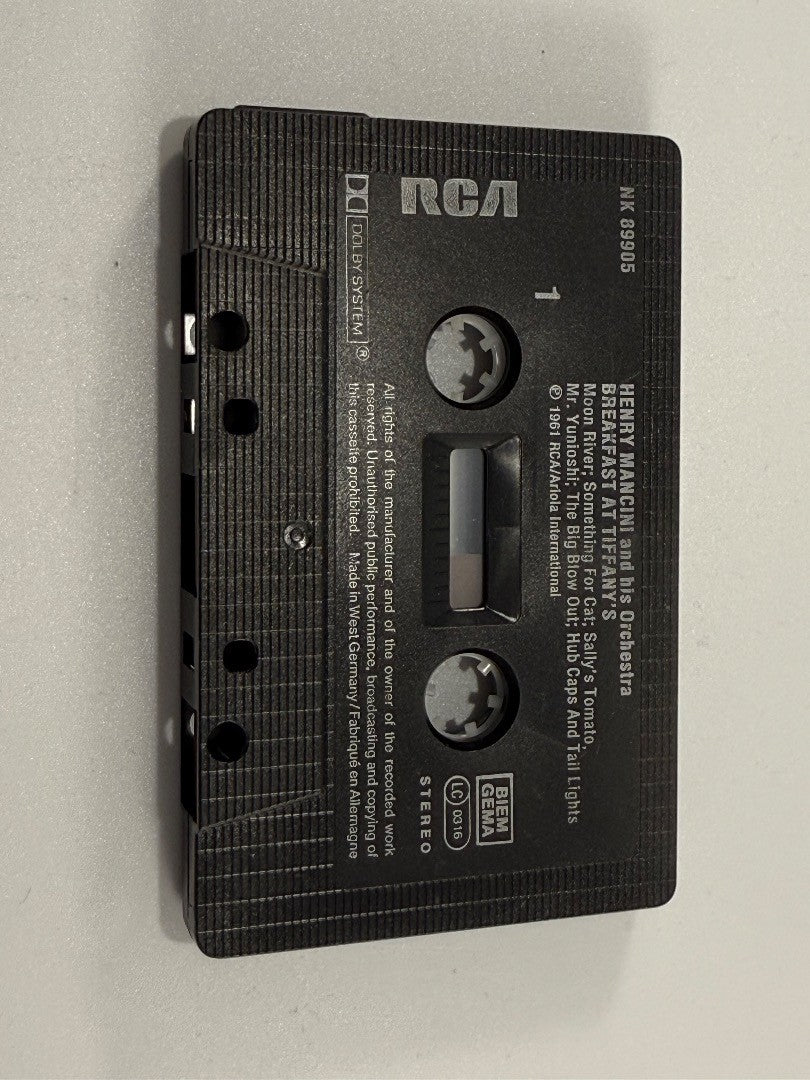 NK 89905
HENRY MANCINI and his Orchestra
BREAKFAST AT TIFFANY'S
Moon River; Something For Cat; Sally's Tomato;
Mr. Yunioshi; The Big Blow Out; Hub Caps And Tail Lights
℗ 1961 RCA/Ariola International
1
RCA
BIEM
GEMA
LC 0316
STEREO
DOLBY SYSTEM ®
All rights of the manufacturer and of the owner of the recorded work
reserved. Unauthorised public performance, broadcasting and copying of
this cassette prohibited. Made in West Germany/Fabriqué en Allemagne